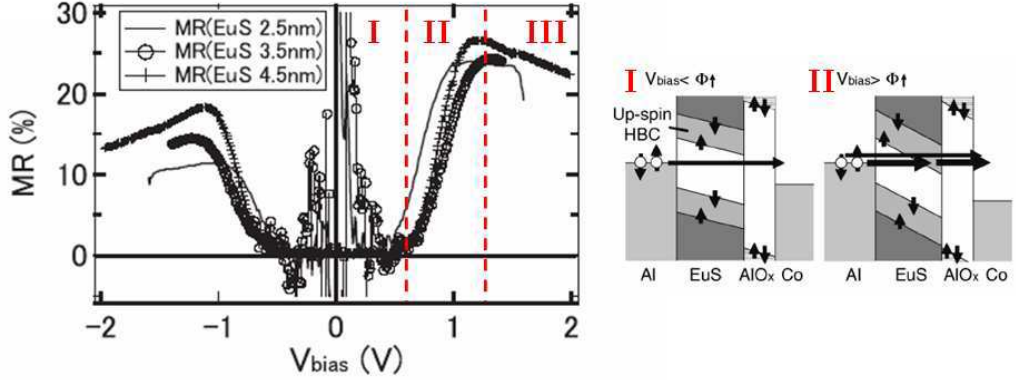 30
20
10
0
MR (%)
MR(EuS 2.5nm)
MR(EuS 3.5nm)
MR(EuS 4.5nm)
I
II
III
-2
-1
0
1
2
Vbias (V)
I Vbias< Φ↑
Up-spin
HBC
Al EuS AlOx Co
II Vbias> Φ↑
Al EuS AlOx Co